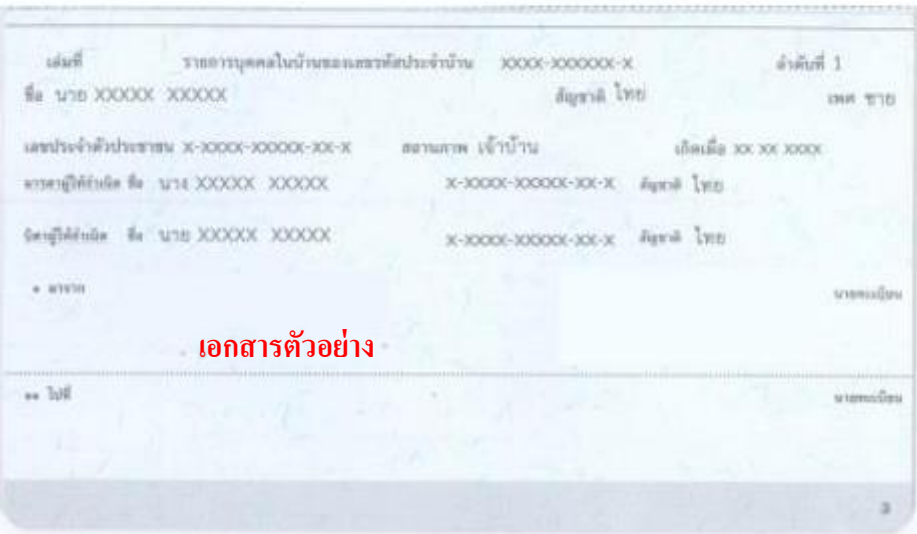 เล่มที่ รายการบุคคลในบ้านของเลขรหัสประจำบ้าน XXXX-XXXXXX-X ลำดับที่ 1
ชื่อ นาย XXXXX XXXXX สัญชาติ ไทย เพศ ชาย
เลขประจำตัวประชาชน X-XXXX-XXXXX-XX-X สถานภาพ เจ้าบ้าน เกิดเมื่อ XX XX XXXX
มารดาผู้ให้กำเนิด ชื่อ นาง XXXXX XXXXX X-XXXX-XXXXX-XX-X สัญชาติ ไทย
บิดาผู้ให้กำเนิด ชื่อ นาย XXXXX XXXXX X-XXXX-XXXXX-XX-X สัญชาติ ไทย
* มาจาก นายทะเบียน
เอกสารตัวอย่าง
** ไปที่ นายทะเบียน
3